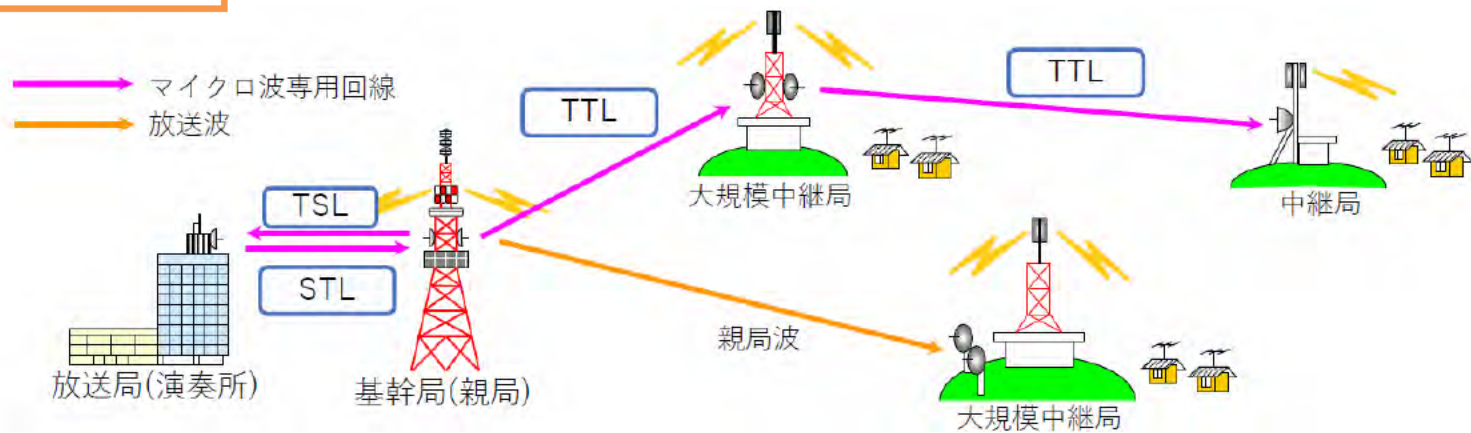 マイクロ波専用回線
放送波
TTL
TTL
大規模中継局
中継局
TSL
STL
親局波
放送局(演奏所)
基幹局(親局)
大規模中継局